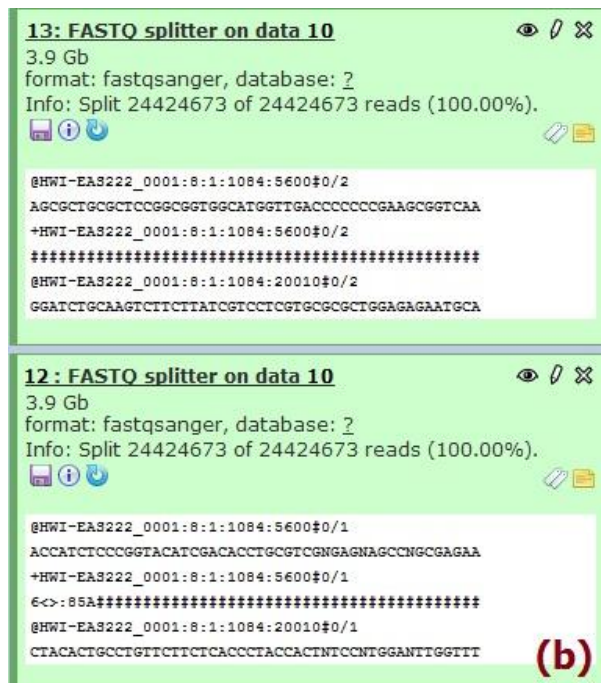 13: FASTQ splitter on data 10
3.9 Gb
format: fastqsanger, database: ?
Info: Split 24424673 of 24424673 reads (100.00%).
@HWI-EAS222_0001:8:1:1084:5600#0/2
AGCGCTGCGCTCCGGCGGTGGCATGGTTGACCCCCCCGAAGCGGTCAA
+HWI-EAS222_0001:8:1:1084:5600#0/2
################################################
@HWI-EAS222_0001:8:1:1084:20010#0/2
GGATCTGCAAGTCTTCTTATCGTCCTCGTGCGCGCTGGAGAGAATGCA
12 : FASTQ splitter on data 10
3.9 Gb
format: fastqsanger, database: ?
Info: Split 24424673 of 24424673 reads (100.00%).
@HWI-EAS222_0001:8:1:1084:5600#0/1
ACCATCTCCCGGTACATCGACACCTGCGTCGNGAGNAGCCNGCGAGAA
+HWI-EAS222_0001:8:1:1084:5600#0/1
6<>:85A#########################################
@HWI-EAS222_0001:8:1:1084:20010#0/1
CTACACTGCCTGTTCTTCTCACCCTACCACTNTCCNTGGANTTGGTTT
(b)